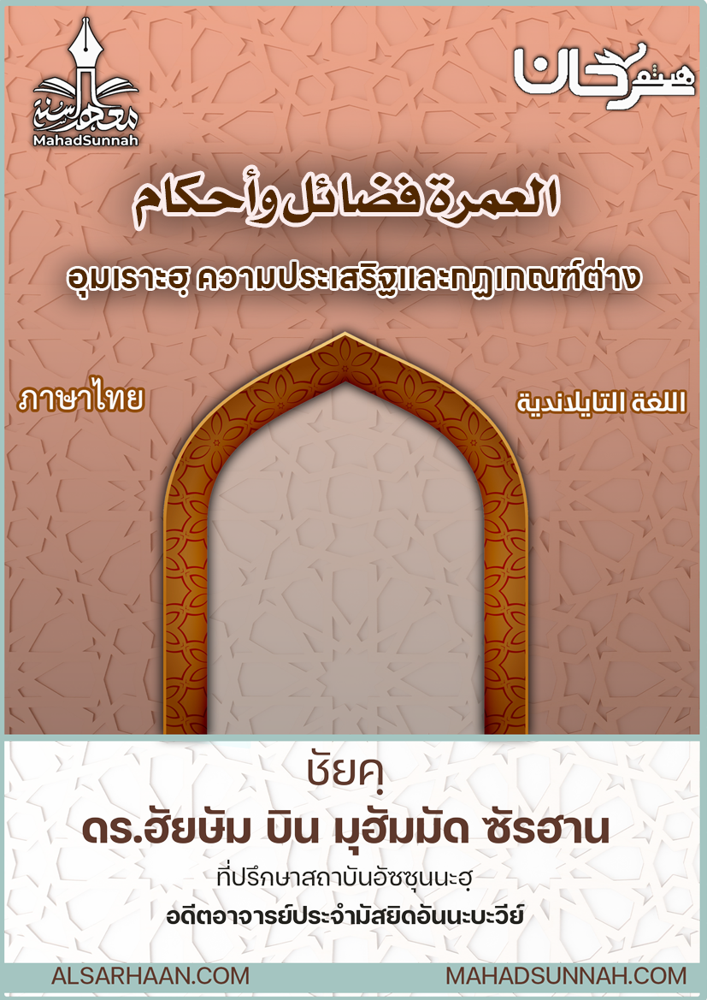 معهد السنة
MahadSunnah
هيثم سرحان
العمرة فضائل وأحكام
อุมเราะฮฺ ความประเสริฐและกฏเกณฑ์ต่าง
ภาษาไทย
اللغة التايلاندية
ชัยคฺ
ดร.ฮัยษัม บิน มุฮัมมัด ซัรฮาน
ที่ปรึกษาสถาบันอัซซุนนะฮฺ
อดีตอาจารย์ประจำมัสยิดอันนะบะวีย์
ALSARHAAN.COM
MAHADSUNNAH.COM